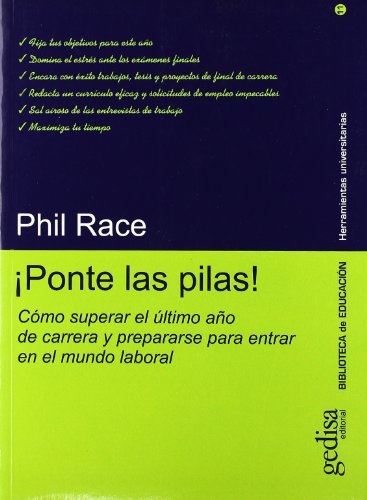 11
✓ Fija tus objetivos para este año
✓ Domina el estrés ante los exámenes finales
✓ Encara con éxito trabajos, tesis y proyectos de final de carrera
✓ Redacta un currículo eficaz y solicitudes de empleo impecables
✓ Sal airoso de las entrevistas de trabajo
✓ Maximiza tu tiempo
Phil Race
¡Ponte las pilas!
Cómo superar el último año
de carrera y prepararse para entrar
en el mundo laboral
Herramientas universitarias
BIBLIOTECA de EDUCACIÓN
gedisa
editorial